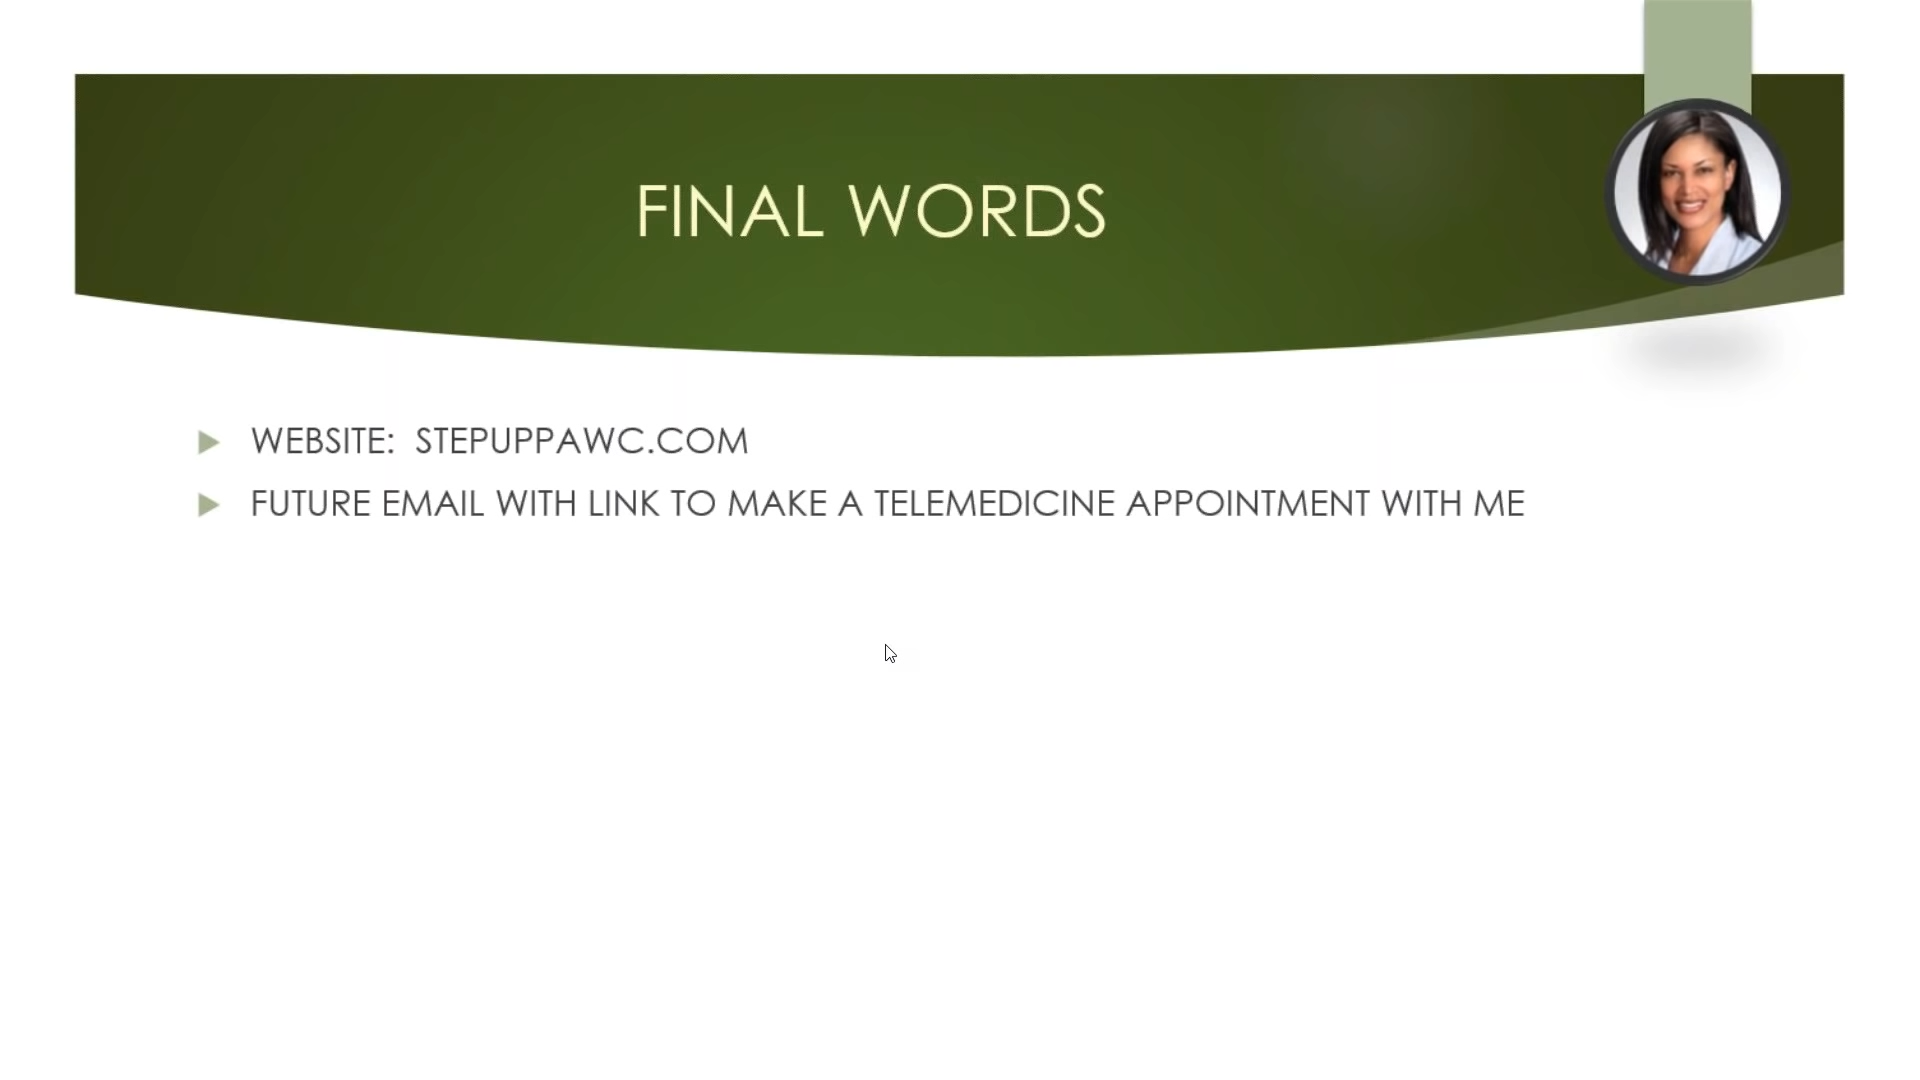 FINAL WORDS
WEBSITE: STEPUPPAWC.COM
FUTURE EMAIL WITH LINK TO MAKE A TELEMEDICINE APPOINTMENT WITH ME